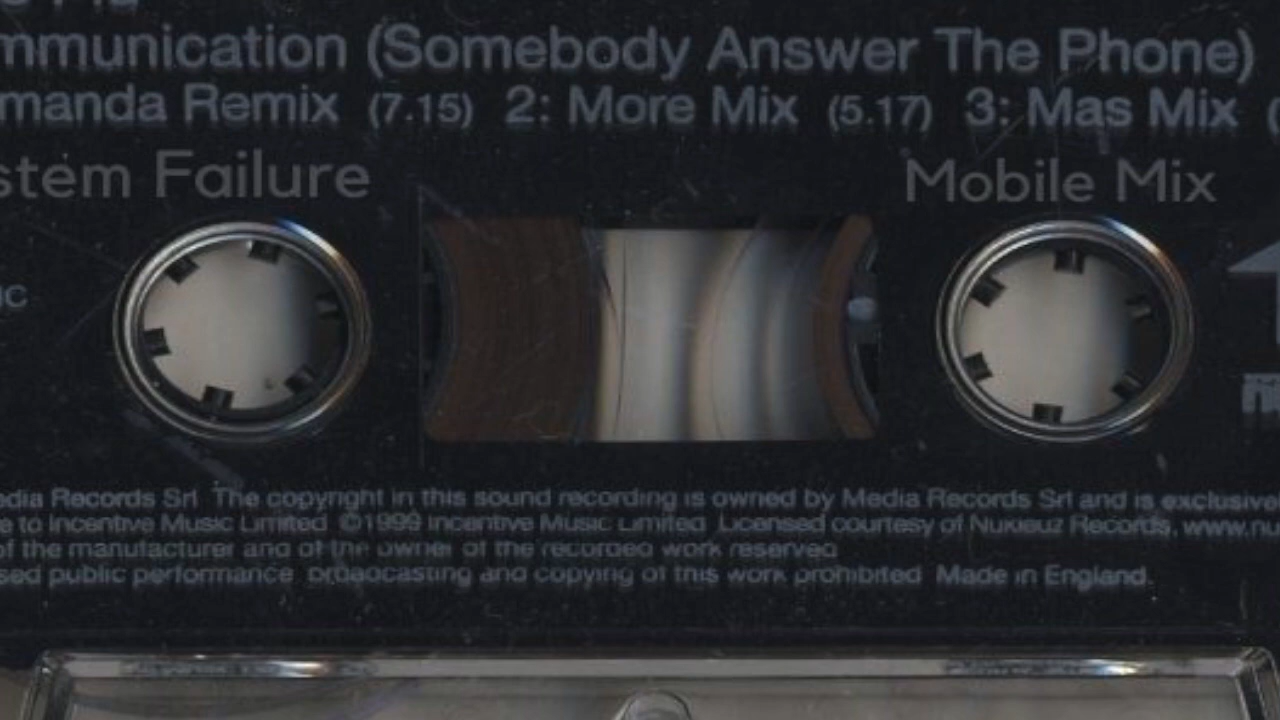 mmunication (Somebody Answer The Phone)
manda Remix (7.15) 2: More Mix (5.17) 3: Mas Mix (
stem Failure
Mobile Mix
IC
edia Records Srl The copyright in this sound recording is owned by Media Records Srl and is exclusive
e to Incentive Music Limited ©1999 Incentive Music Limited Licensed courtesy of Nukleuz Records, www.nu
of the manufacturer and of the owner of the recorded work reserved
sed public performance broadcasting and copying of this work prohibited Made in England.